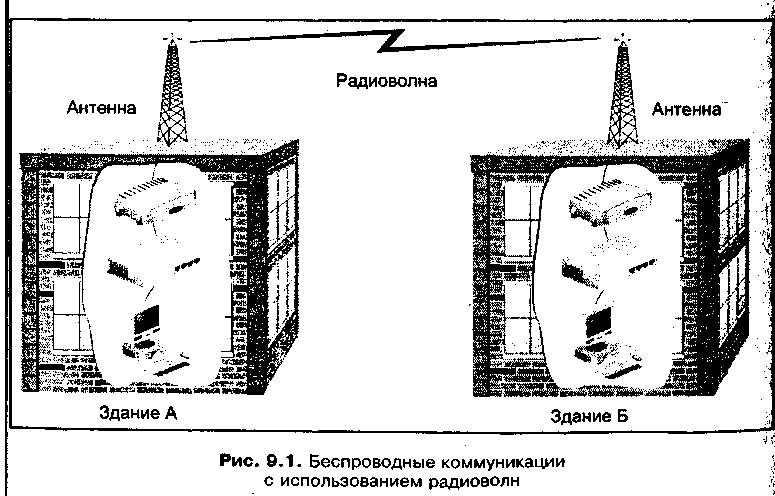 Радиоволна
Антенна
Антенна
Здание А
Здание Б
Рис. 9.1. Беспроводные коммуникации
с использованием радиоволн